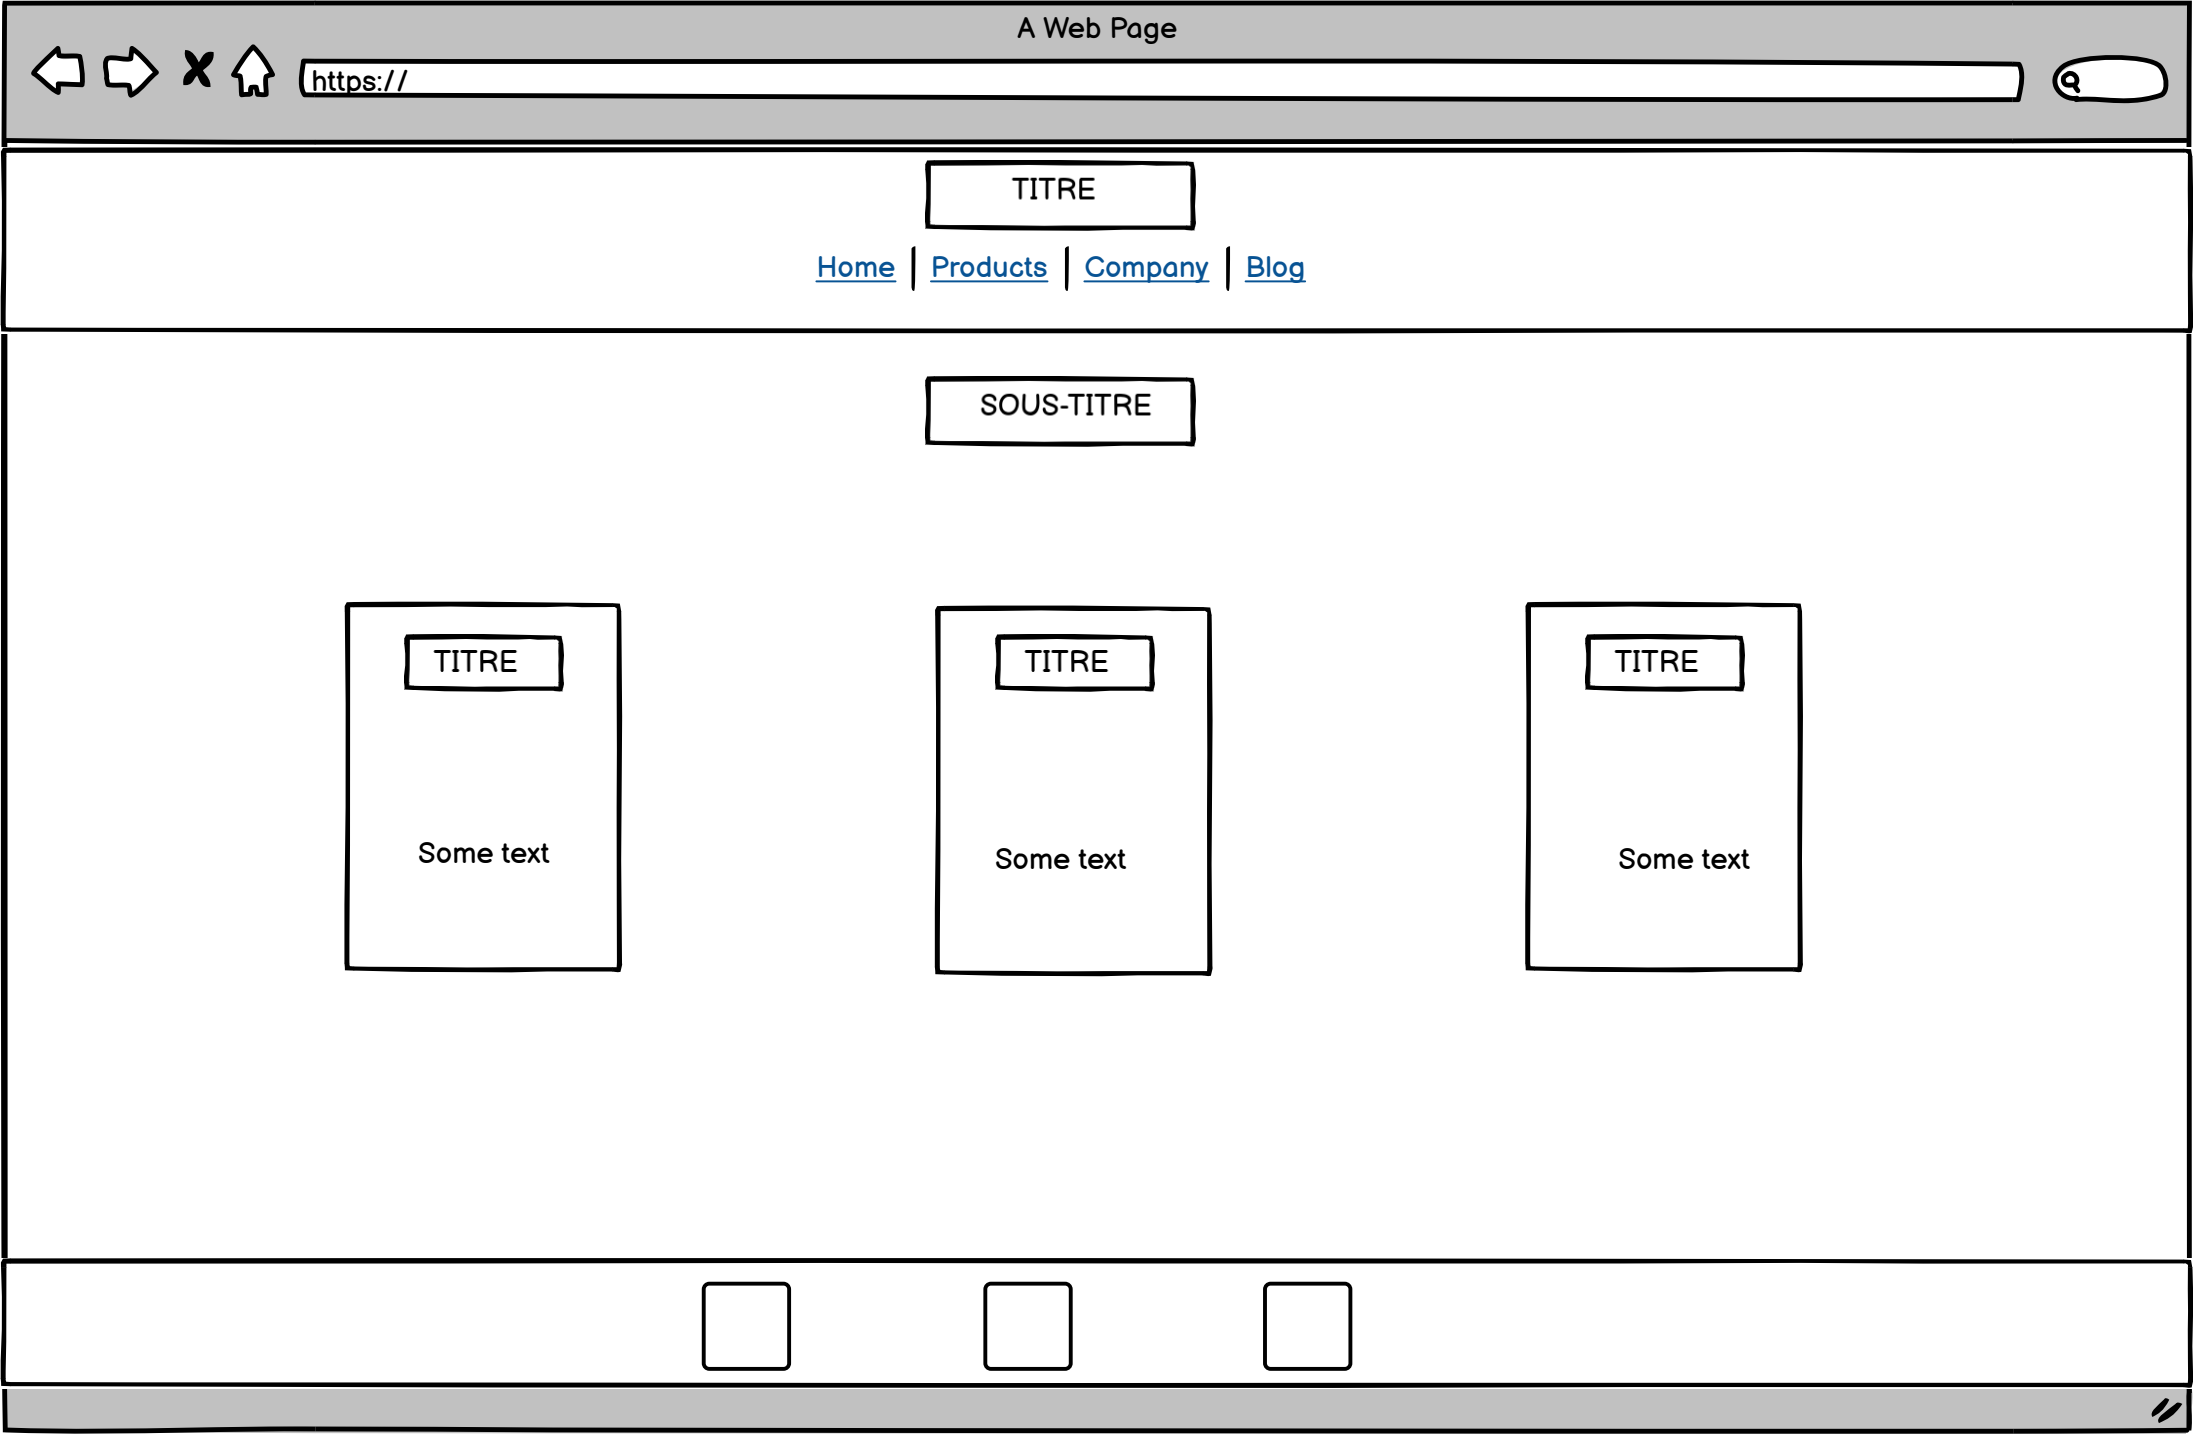 A Web Page
https://
TITRE
Home Products Company Blog
SOUS-TITRE
TITRE TITRE TITRE
Some text Some text Some text